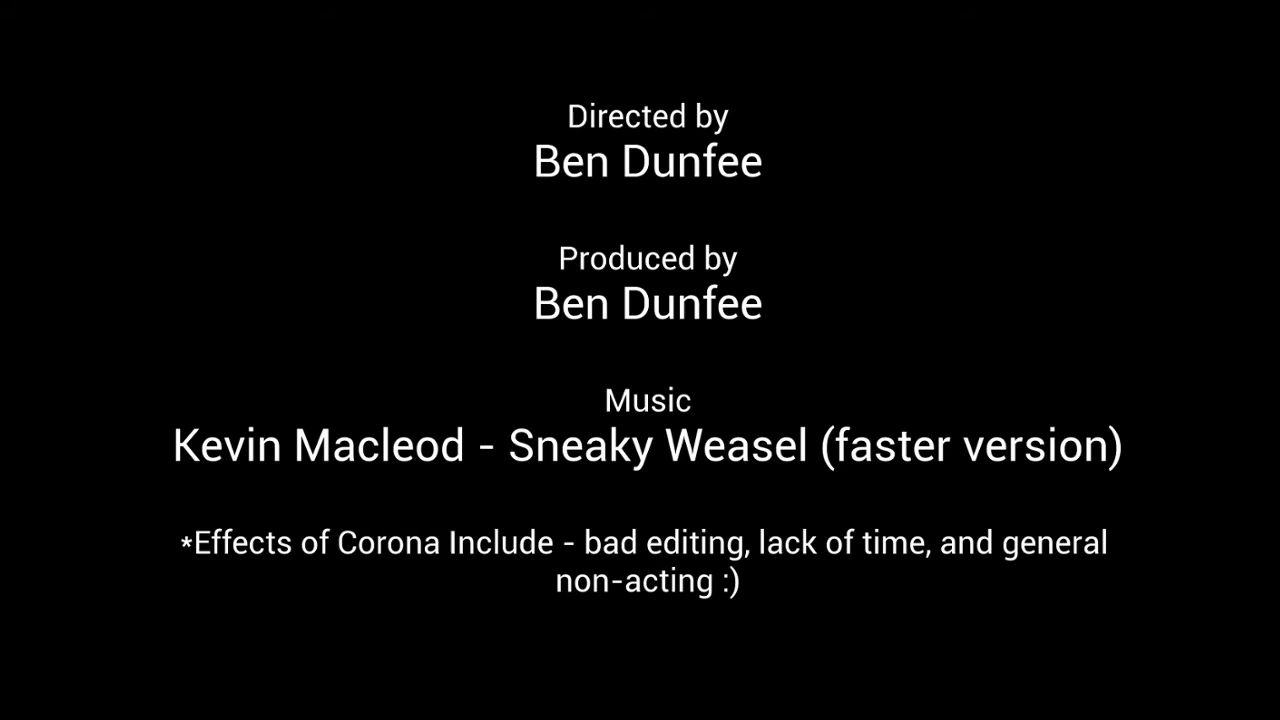 Directed by
Ben Dunfee
Produced by
Ben Dunfee
Music
Kevin Macleod - Sneaky Weasel (faster version)
*Effects of Corona Include - bad editing, lack of time, and general
non-acting :)